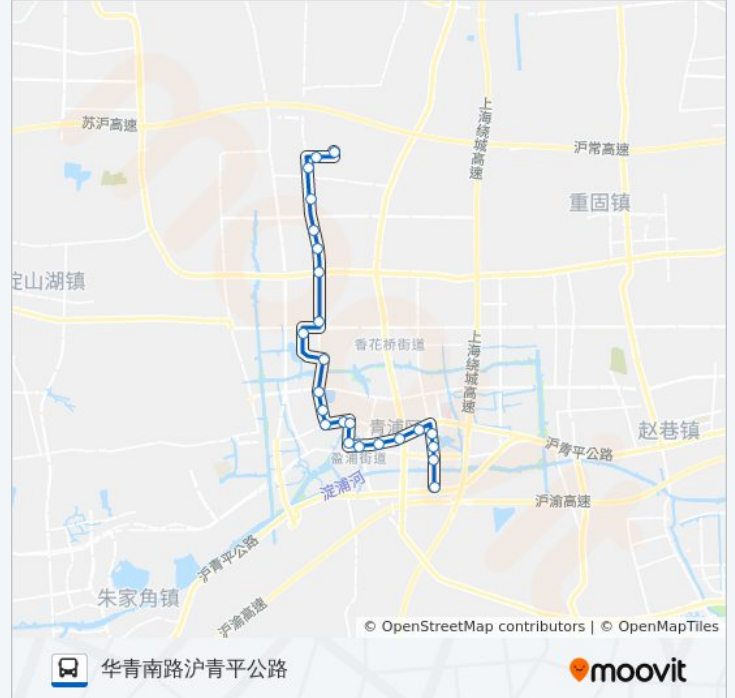 苏沪高速
上海绕城高速
沪常高速
重固镇
淀山湖镇
香花桥街道
上海绕城高速
青浦区
赵巷镇
沪青平公路
盈浦街道
淀浦河
沪渝高速
沪青平公路
朱家角镇
沪渝高速
© OpenStreetMap contributors | © OpenMapTiles
华青南路沪青平公路
moovit